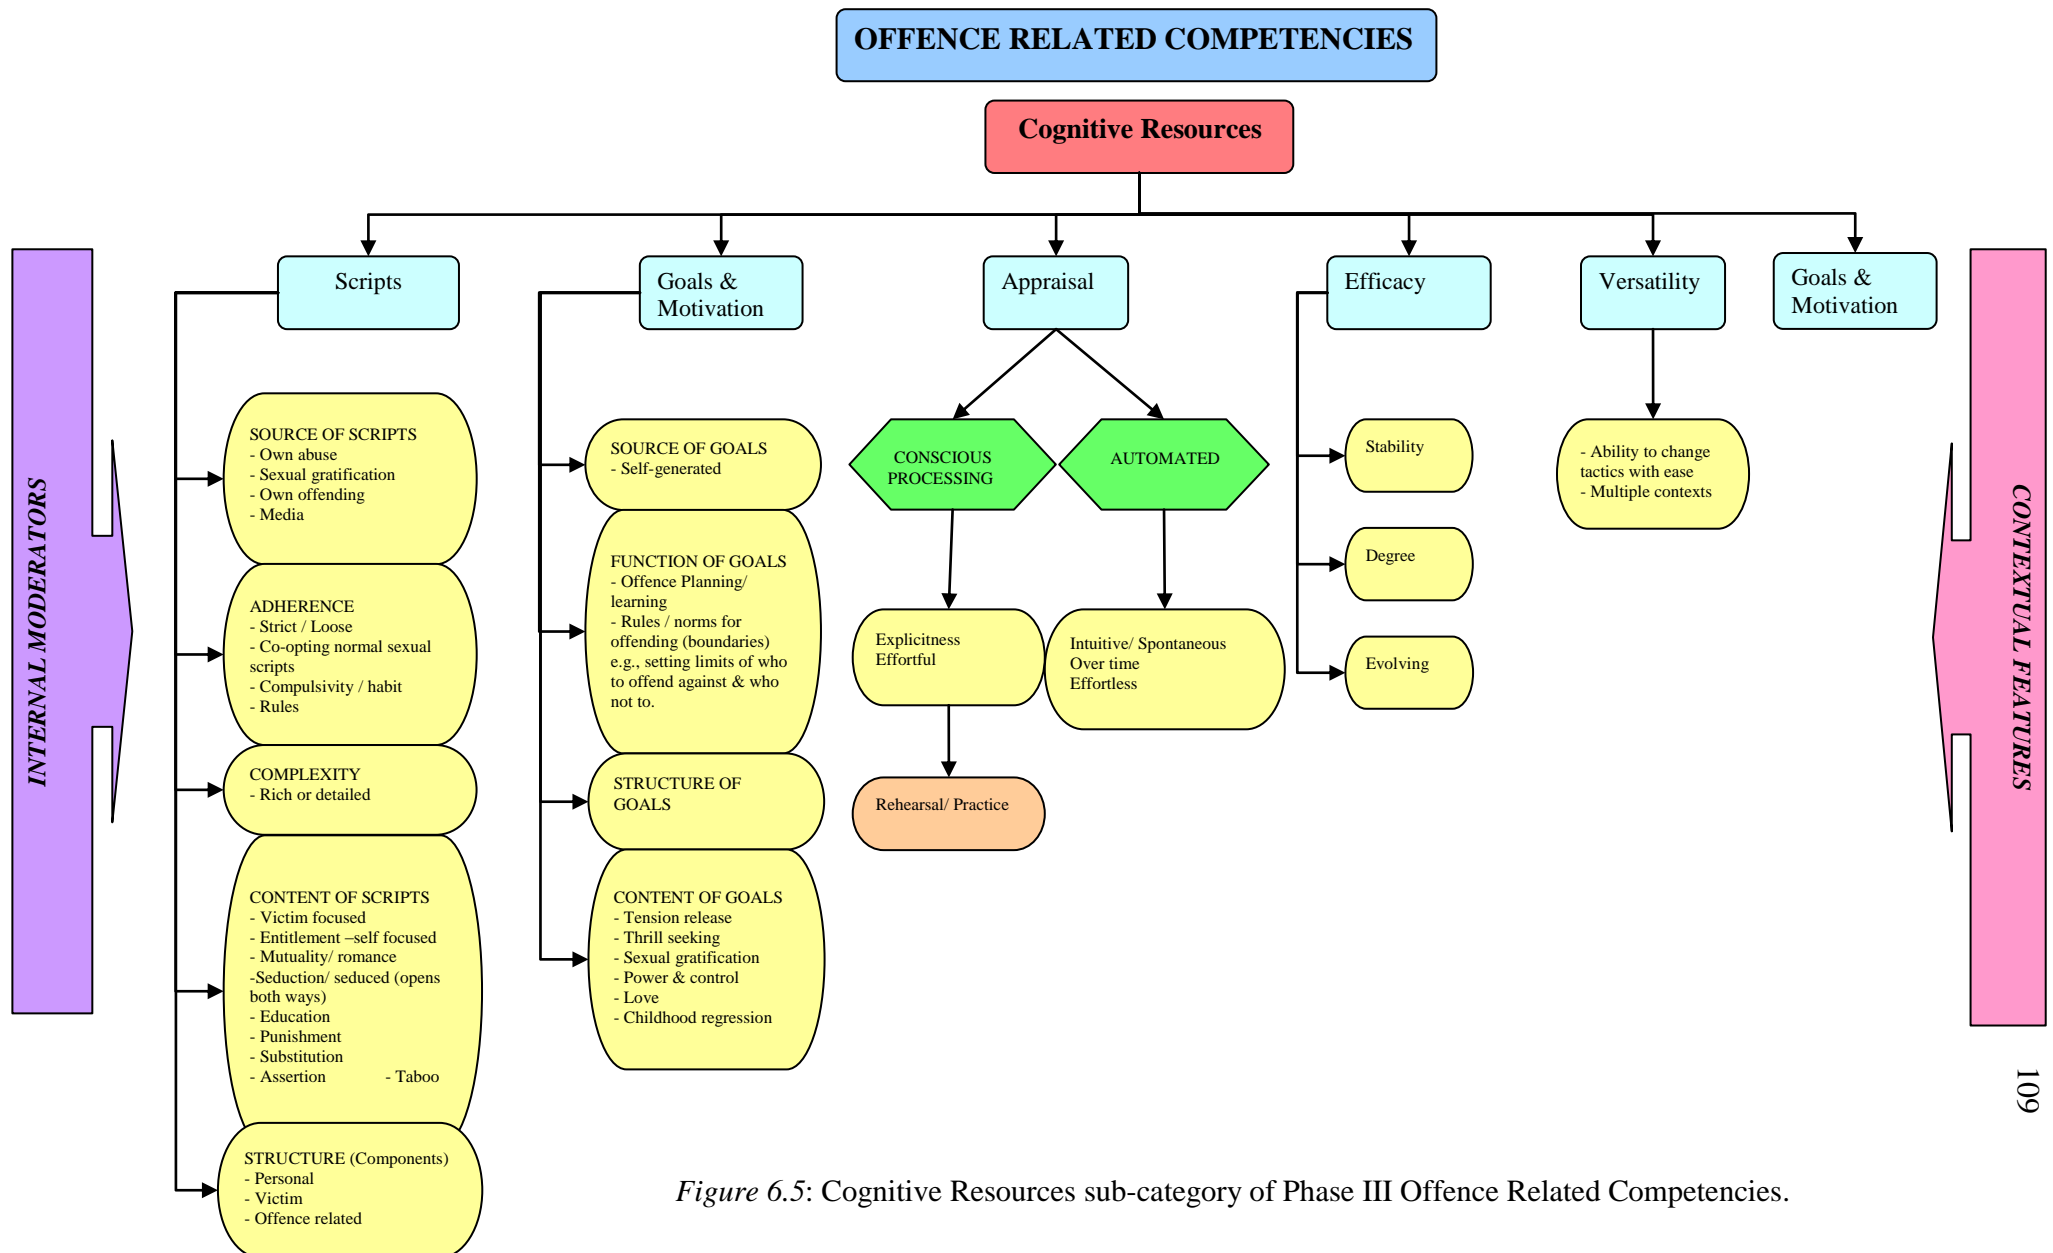 OFFENCE RELATED COMPETENCIES
Cognitive Resources
Scripts
Goals &
Motivation
Appraisal
Efficacy
Versatility
Goals &
Motivation
INTERNAL MODERATORS
SOURCE OF SCRIPTS
- Own abuse
- Sexual gratification
- Own offending
- Media
ADHERENCE
- Strict / Loose
- Co-opting normal sexual
scripts
- Compulsivity / habit
- Rules
COMPLEXITY
- Rich or detailed
CONTENT OF SCRIPTS
- Victim focused
- Entitlement –self focused
- Mutuality/ romance
-Seduction/ seduced (opens
both ways)
- Education
- Punishment
- Substitution
- Assertion - Taboo
STRUCTURE (Components)
- Personal
- Victim
- Offence related
SOURCE OF GOALS
- Self-generated
FUNCTION OF GOALS
- Offence Planning/
learning
- Rules / norms for
offending (boundaries)
e.g., setting limits of who
to offend against & who
not to.
STRUCTURE OF
GOALS
CONTENT OF GOALS
- Tension release
- Thrill seeking
- Sexual gratification
- Power & control
- Love
- Childhood regression
CONSCIOUS
PROCESSING
AUTOMATED
Explicitness
Effortful
Intuitive/ Spontaneous
Over time
Effortless
Rehearsal/ Practice
Stability
Degree
Evolving
- Ability to change
tactics with ease
- Multiple contexts
CONTEXTUAL FEATURES
109
Figure 6.5: Cognitive Resources sub-category of Phase III Offence Related Competencies.